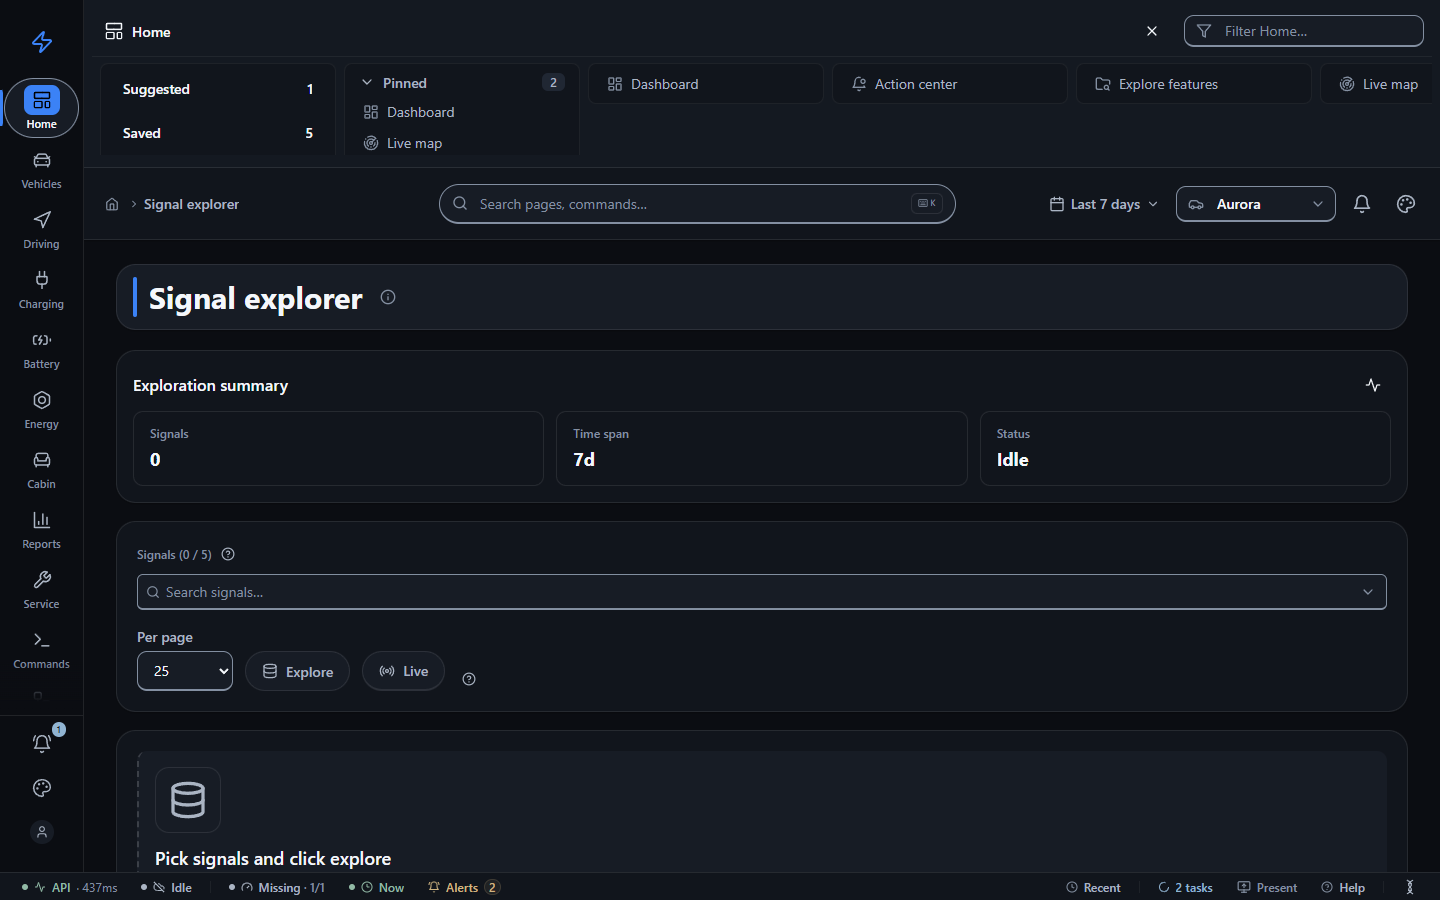 Home
Filter Home...
Suggested 1
Saved 5
Pinned 2
Dashboard
Live map
Dashboard
Action center
Explore features
Live map
Home
Vehicles
Driving
Charging
Battery
Energy
Cabin
Reports
Service
Commands
1
Signal explorer
Search pages, commands...
K
Last 7 days
Aurora
Signal explorer
Exploration summary
Signals
0
Time span
7d
Status
Idle
Signals (0 / 5)
Search signals...
Per page
25
Explore
Live
Pick signals and click explore
API · 437ms
Idle
Missing · 1/1
Now
Alerts 2
Recent
2 tasks
Present
Help